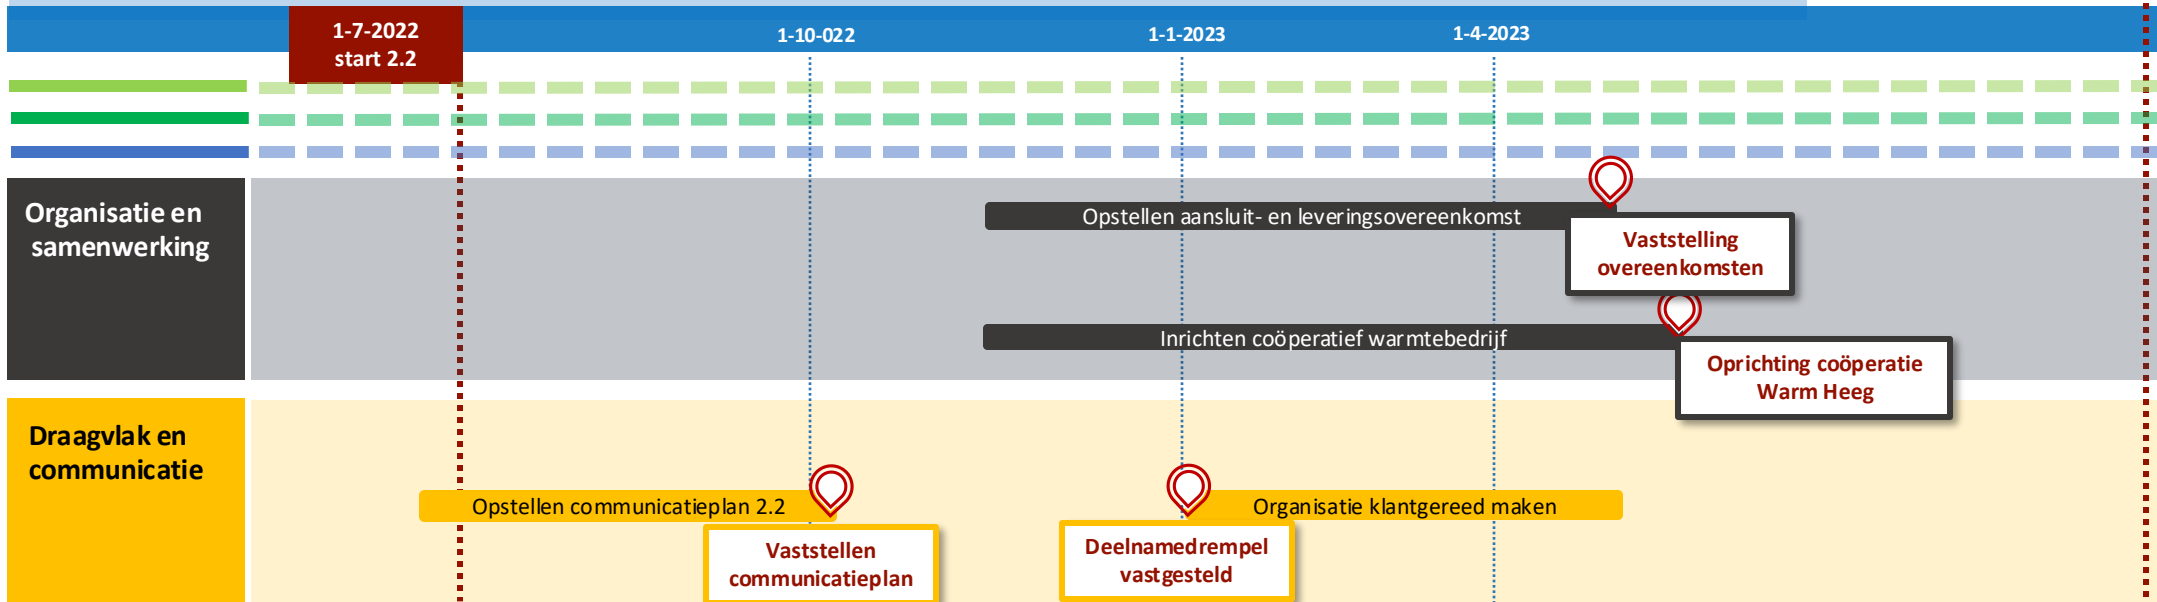 1-7-2022
start 2.2
1-10-022
1-1-2023
1-4-2023
Organisatie en
samenwerking
Opstellen aansluit- en leveringsovereenkomst
Vaststelling
overeenkomsten
Inrichten coöperatief warmtebedrijf
Oprichting coöperatie
Warm Heeg
Draagvlak en
communicatie
Opstellen communicatieplan 2.2
Organisatie klantgereed maken
Vaststellen
communicatieplan
Deelnamedrempel
vastgesteld